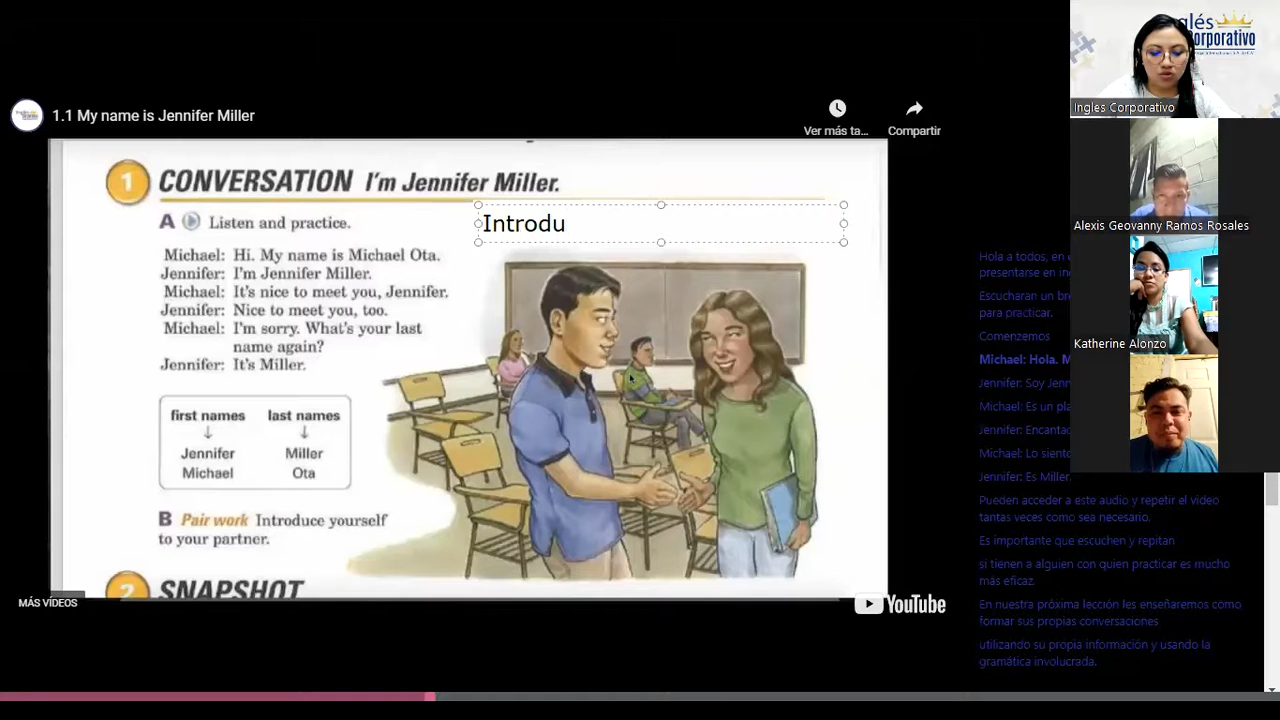 1.1 My name is Jennifer Miller
Ver más ta...
Compartir
1 CONVERSATION I'm Jennifer Miller.
A Listen and practice.
Introdu
Michael: Hi. My name is Michael Ota.
Jennifer: I'm Jennifer Miller.
Michael: It's nice to meet you, Jennifer.
Jennifer: Nice to meet you, too.
Michael: I'm sorry. What's your last
name again?
Jennifer: It's Miller.
first names last names
↓ ↓
Jennifer Miller
Michael Ota
B Pair work Introduce yourself
to your partner.
2 SNAPSHOT
MÁS VÍDEOS
YouTube
Hola a todos, en
presentarse en in
Escucharan un br
para practicar.
Comenzemos
Michael: Hola. M
Jennifer: Soy Jenn
Michael: Es un pla
Jennifer: Encantad
Michael: Lo siento
Jennifer: Es Miller
Pueden acceder a este audio y repetir el video
tantas veces como sea necesario.
Es importante que escuchen y repitan
si tienen a alguien con quien practicar es mucho
más eficaz.
En nuestra próxima lección les enseñaremos cómo
formar sus propias conversaciones
utilizando su propia información y usando la
gramática involucrada.
glés
Corporativo
Ingles Corporativo
Alexis Geovanny Ramos Rosales
Katherine Alonzo